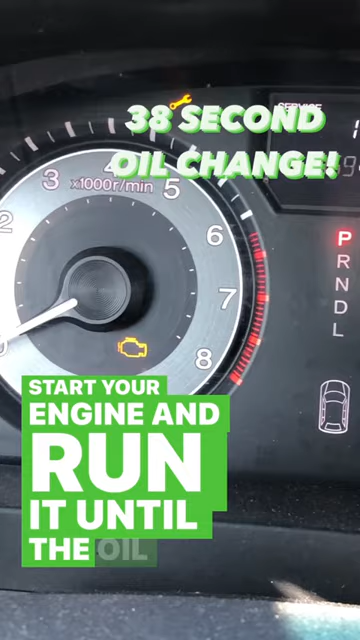 SERVICE
38 SECOND
OIL CHANGE!
3 4 5
x1000r/min
2 6
7
8
P
R
N
D
L
START YOUR
ENGINE AND
RUN
IT UNTIL
THE OIL